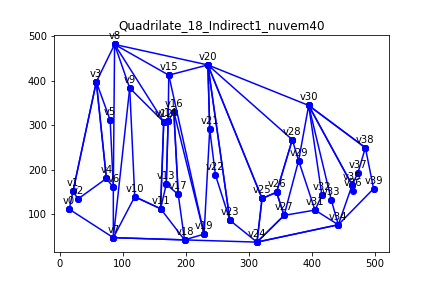 Quadrilate_18_Indirect1_nuvem40
500
400
300
200
100
0
100
200
300
400
500
v8
v20
v15
v3
v9
v30
v16
v5
v21
v28
v38
v29
v37
v4
v6
v1
v2
v0
v10
v11
v13
v17
v22
v26
v25
v33
v36
v39
v23
v27
v31
v34
v7
v18
v19
v24